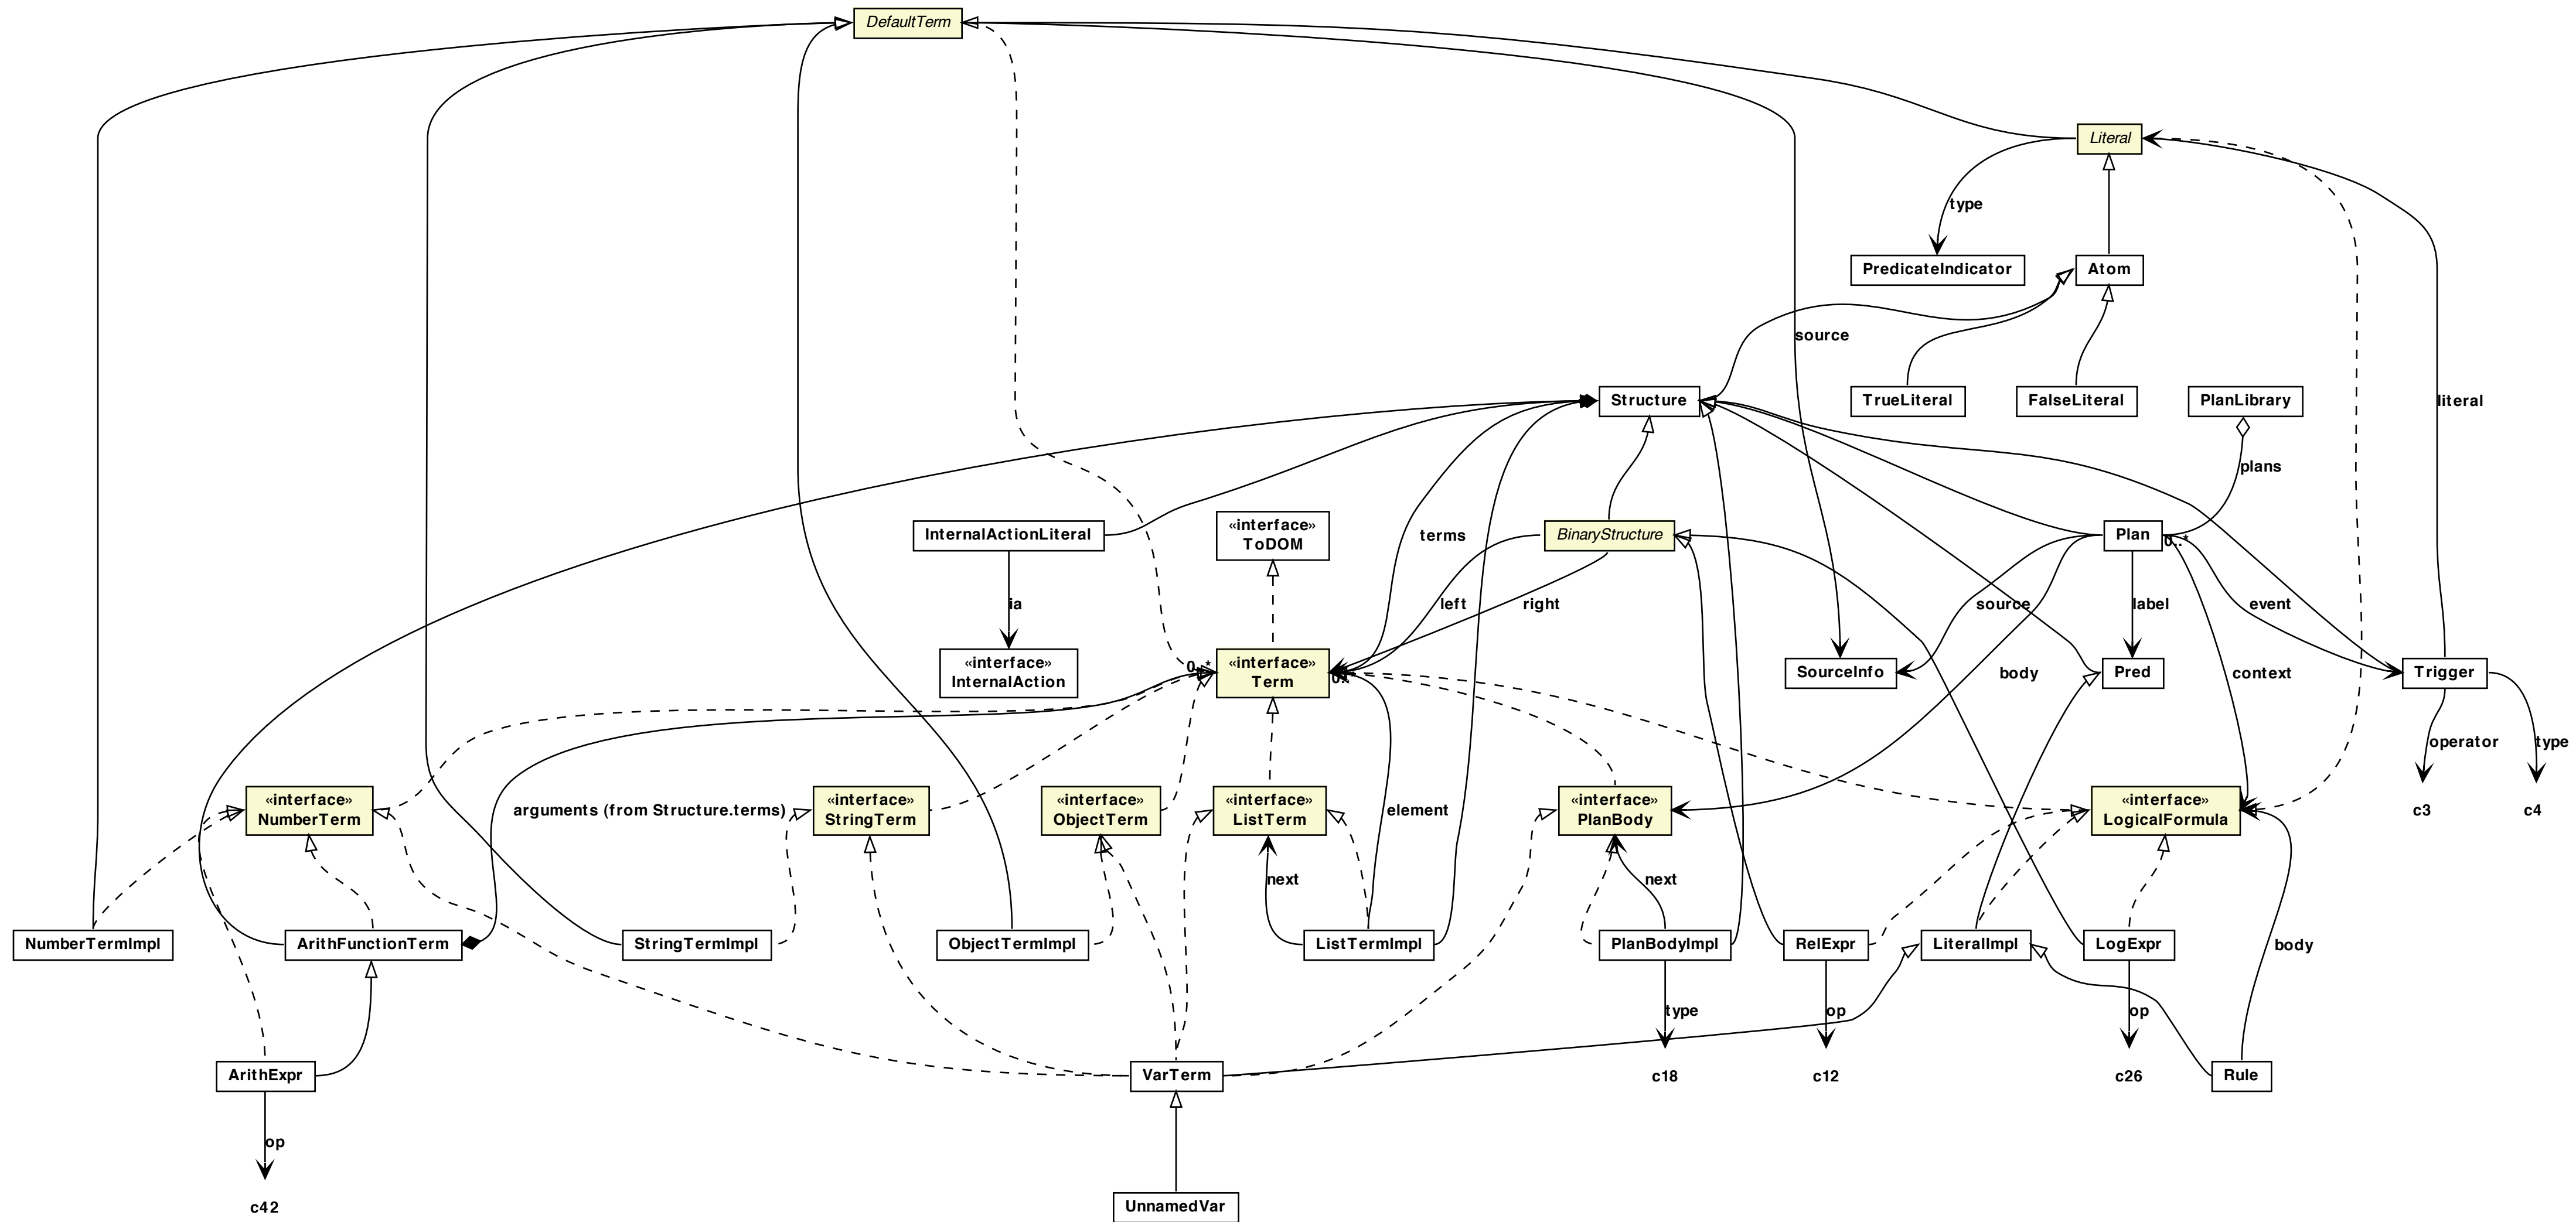 DefaultTerm
Literal
type
PredicateIndicator
Atom
source
Structure
TrueLiteral
FalseLiteral
PlanLibrary
literal
plans
InternalActionLiteral
«interface»
ToDOM
terms
BinaryStructure
Plan
0..*
ia
left
right
source
label
event
«interface»
InternalAction
0..*
«interface»
Term
SourceInfo
body
Pred
context
Trigger
operator
type
«interface»
NumberTerm
arguments (from Structure.terms)
«interface»
StringTerm
«interface»
ObjectTerm
«interface»
ListTerm
element
«interface»
PlanBody
«interface»
LogicalFormula
c3
c4
next
next
NumberTermImpl
ArithFunctionTerm
StringTermImpl
ObjectTermImpl
ListTermImpl
PlanBodyImpl
RelExpr
LiteralImpl
LogExpr
body
type
op
op
ArithExpr
VarTerm
c18
c12
c26
Rule
op
c42
UnnamedVar